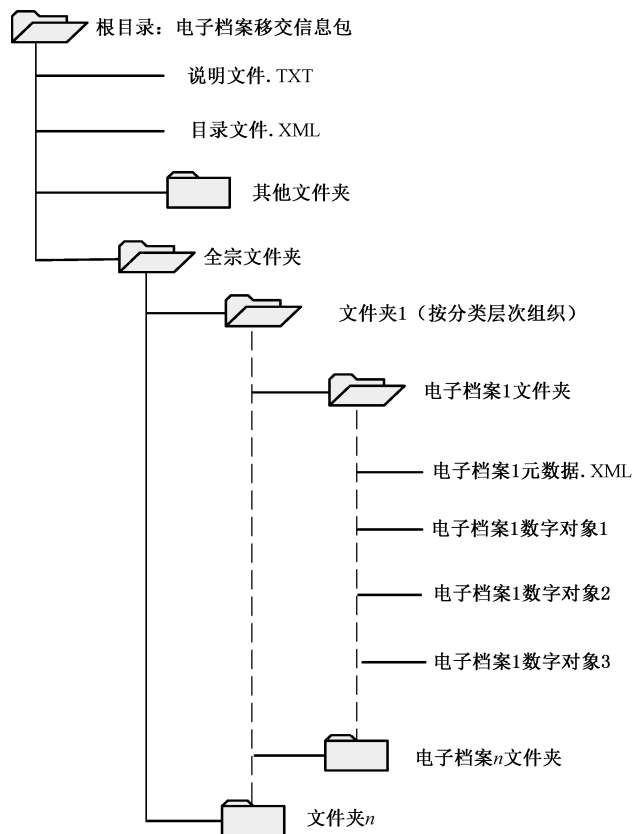 根目录：电子档案移交信息包
说明文件. TXT
目录文件. XML
其他文件夹
全宗文件夹
文件夹1（按分类层次组织）
电子档案1文件夹
电子档案1元数据. XML
电子档案1数字对象1
电子档案1数字对象2
电子档案1数字对象3
电子档案n文件夹
文件夹n